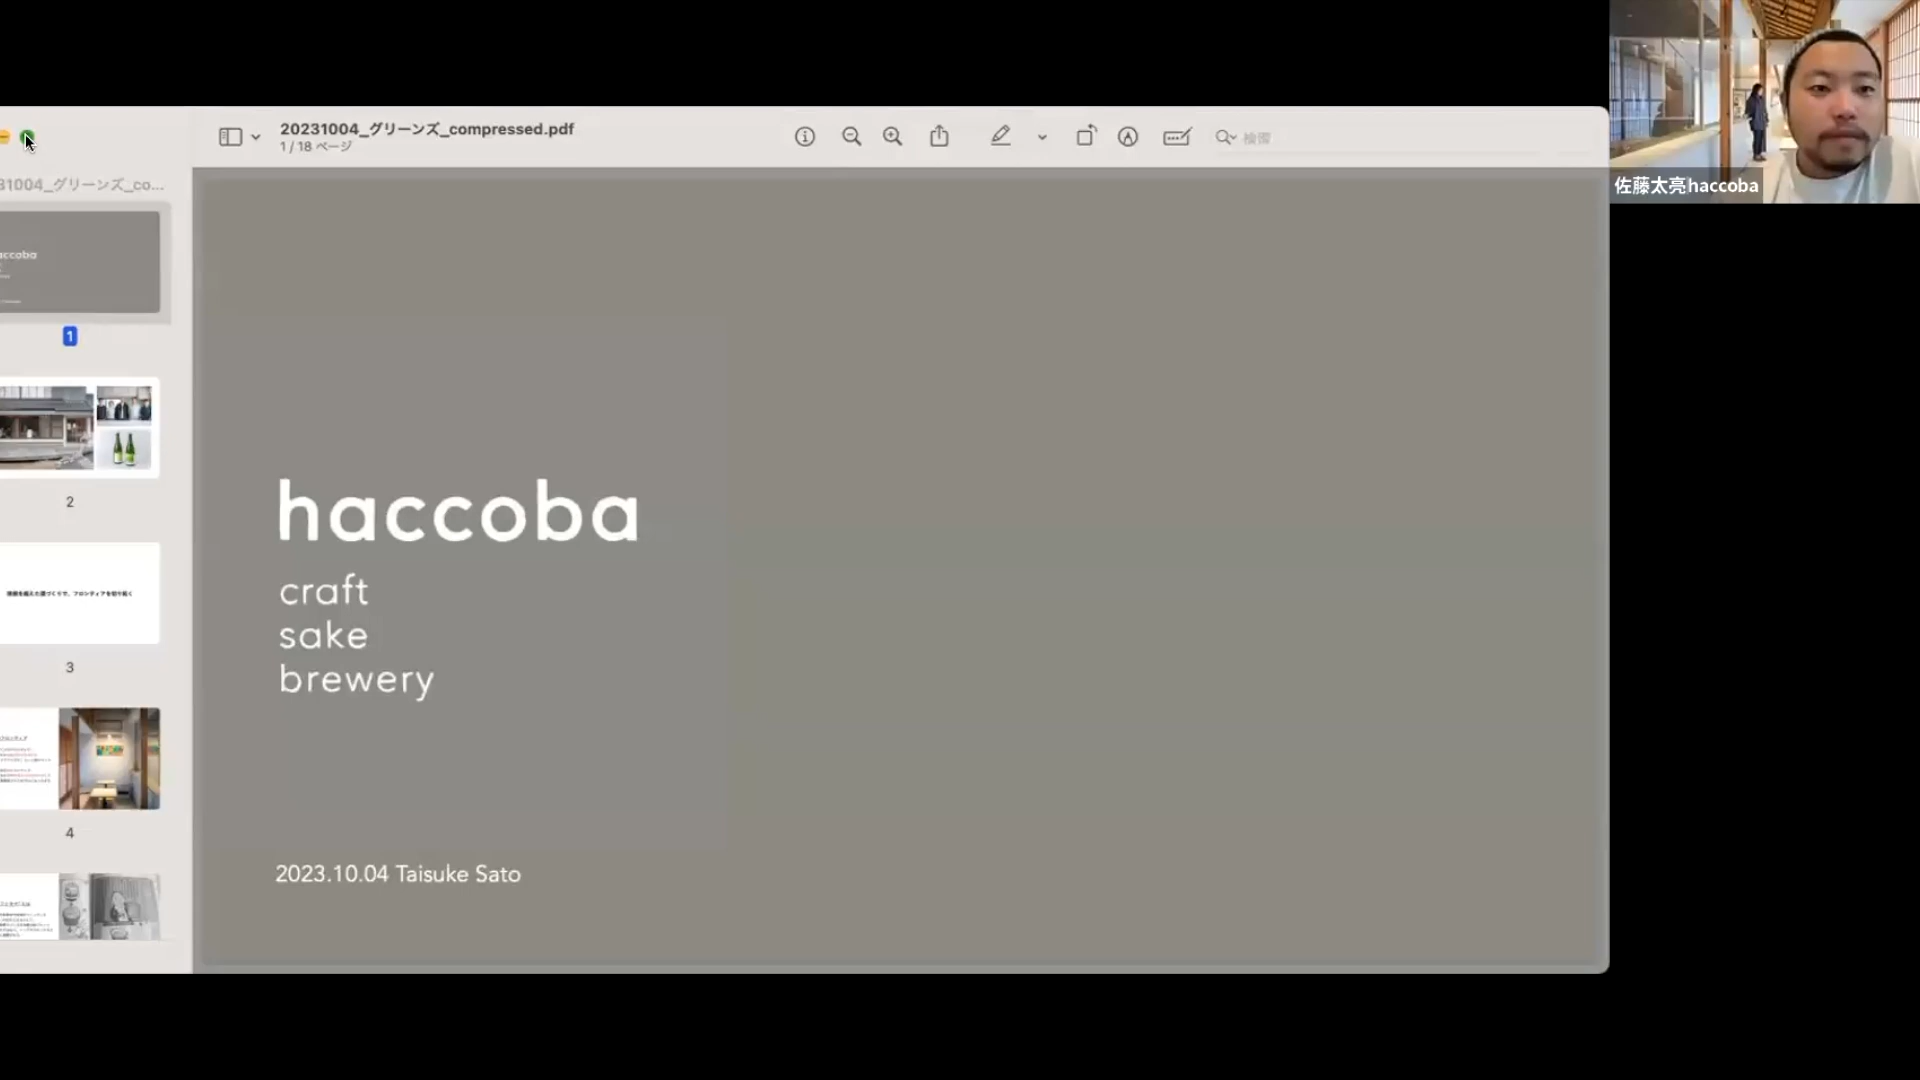 20231004_グリーンズ_compressed.pdf
1 / 18 ページ
検索
31004_グリーンズ_co...
accoba
1
2
3
4
haccoba
craft
sake
brewery
2023.10.04 Taisuke Sato
佐藤太亮haccoba